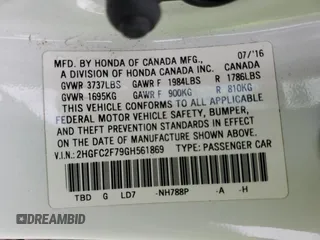 MFD. BY HONDA OF CANADA MFG., 07/'16
A DIVISION OF HONDA CANADA INC. CANADA
GVWR 3737LBS GAWR F 1984LBS R 1786LBS
GVWR 1695KG GAWR F 900KG R 810KG
THIS VEHICLE CONFORMS TO ALL APPLICABLE
FEDERAL MOTOR VEHICLE SAFETY, BUMPER,
AND THEFT PREVENTION STANDARDS IN EFFECT
ON THE DATE OF MANUFACTURE SHOWN ABOVE.
V.I.N.: 2HGFC2F79GH561869 TYPE: PASSENGER CAR
TBD G LD7 -NH788P -A -H
DREAMBID